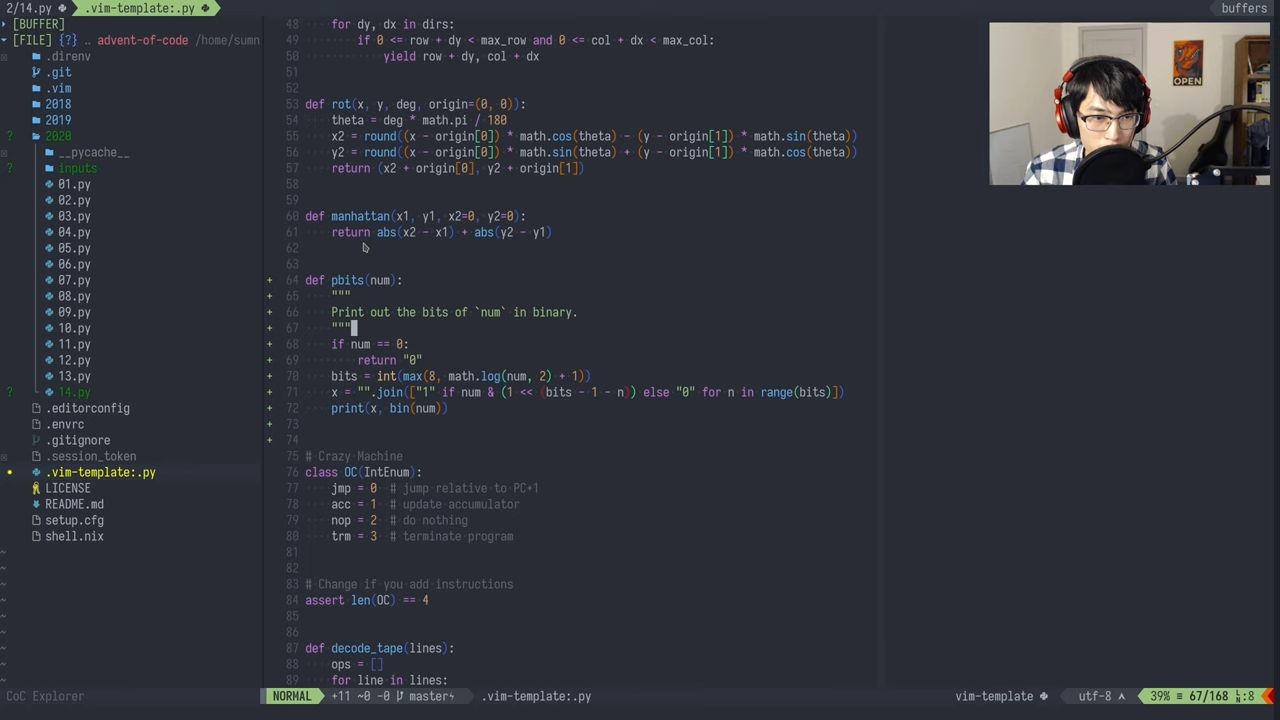 2/14.py
.vim-template:.py
buffers
[BUFFER]
[FILE] {?} .. advent-of-code /home/sumn
.direnv
.git
.vim
2018
2019
? 2020
__pycache__
? inputs
01.py
02.py
03.py
04.py
05.py
06.py
07.py
08.py
09.py
10.py
11.py
12.py
13.py
? 14.py
.editorconfig
.envrc
.gitignore
.session_token
.vim-template:.py
LICENSE
README.md
setup.cfg
shell.nix
~
~
~
~
~
~
~
~
~
48 for dy, dx in dirs:
49 if 0 <= row + dy < max_row and 0 <= col + dx < max_col:
50 yield row + dy, col + dx
51
52
53 def rot(x, y, deg, origin=(0, 0)):
54 theta = deg * math.pi / 180
55 x2 = round((x - origin[0]) * math.cos(theta) - (y - origin[1]) * math.sin(theta))
56 y2 = round((x - origin[0]) * math.sin(theta) + (y - origin[1]) * math.cos(theta))
57 return (x2 + origin[0], y2 + origin[1])
58
59
60 def manhattan(x1, y1, x2=0, y2=0):
61 return abs(x2 - x1) + abs(y2 - y1)
62
63
+ 64 def pbits(num):
+ 65 """
+ 66 Print out the bits of `num` in binary.
+ 67 """
+ 68 if num == 0:
+ 69 return "0"
+ 70 bits = int(max(8, math.log(num, 2) + 1))
+ 71 x = "".join(["1" if num & (1 << (bits - 1 - n)) else "0" for n in range(bits)])
+ 72 print(x, bin(num))
+ 73
+ 74
75 # Crazy Machine
76 class OC(IntEnum):
77 jmp = 0 # jump relative to PC+1
78 acc = 1 # update accumulator
79 nop = 2 # do nothing
80 trm = 3 # terminate program
81
82
83 # Change if you add instructions
84 assert len(OC) == 4
85
86
87 def decode_tape(lines):
88 ops = []
89 for line in lines:
OPEN
CoC Explorer
NORMAL +11 ~0 -0 master .vim-template:.py
vim-template utf-8 39% 67/168 :8